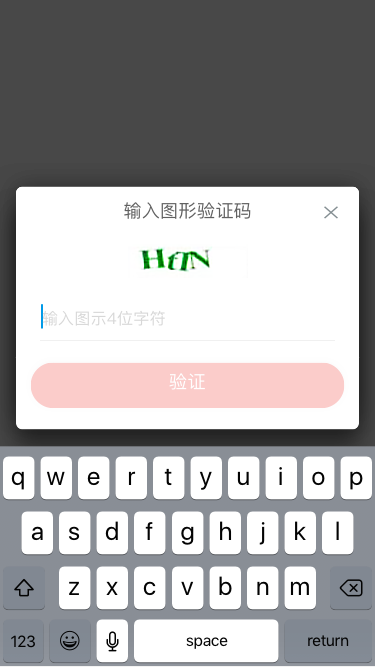 输入图形验证码
输入图示4位字符
验证
q w e r t y u i o p
a s d f g h j k l
z x c v b n m
123 space return